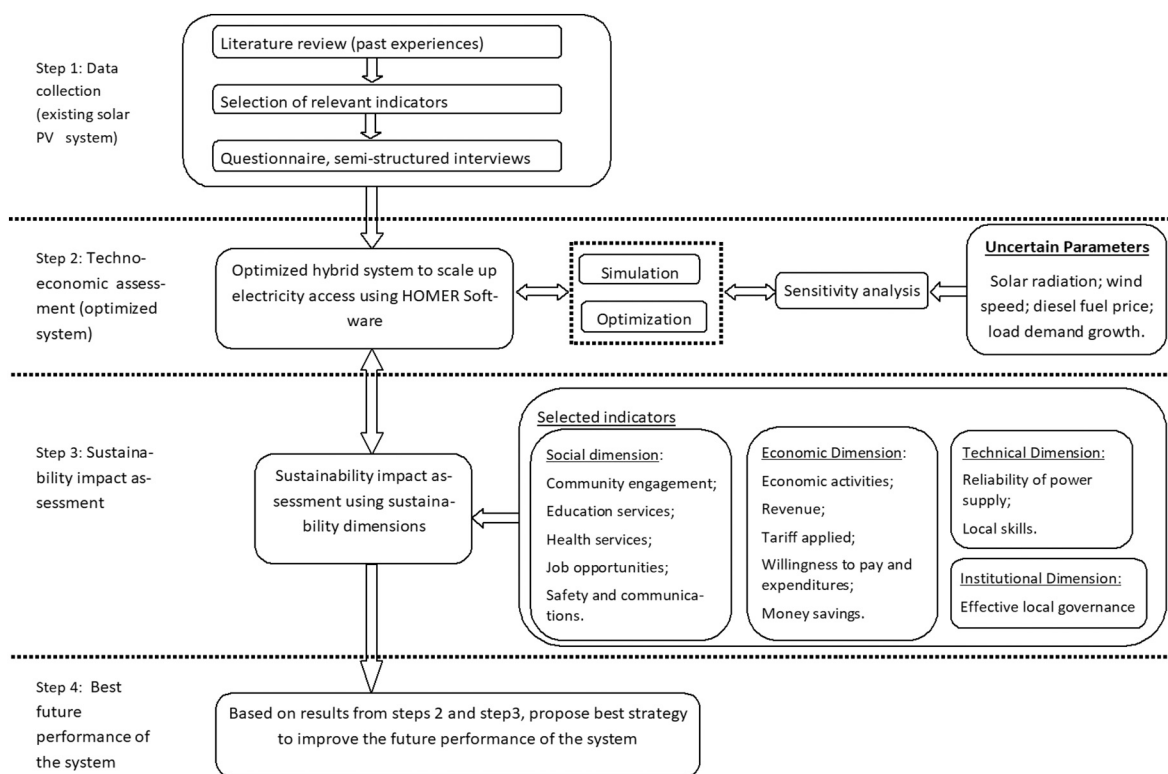 Step 1: Data
collection
(existing solar
PV system)
Literature review (past experiences)
Selection of relevant indicators
Questionnaire, semi-structured interviews
Step 2: Techno-
economic assess-
ment (optimized
system)
Optimized hybrid system to scale up
electricity access using HOMER Soft-
ware
Simulation
Optimization
Sensitivity analysis
Uncertain Parameters
Solar radiation; wind
speed; diesel fuel price;
load demand growth.
Step 3: Sustaina-
bility impact as-
sessment
Sustainability impact as-
sessment using sustaina-
bility dimensions
Selected indicators
Social dimension:
Community engagement;
Education services;
Health services;
Job opportunities;
Safety and communica-
tions.
Economic Dimension:
Economic activities;
Revenue;
Tariff applied;
Willingness to pay and
expenditures;
Money savings.
Technical Dimension:
Reliability of power
supply;
Local skills.
Institutional Dimension:
Effective local governance
Step 4: Best
future
performance of
the system
Based on results from steps 2 and step3, propose best strategy
to improve the future performance of the system